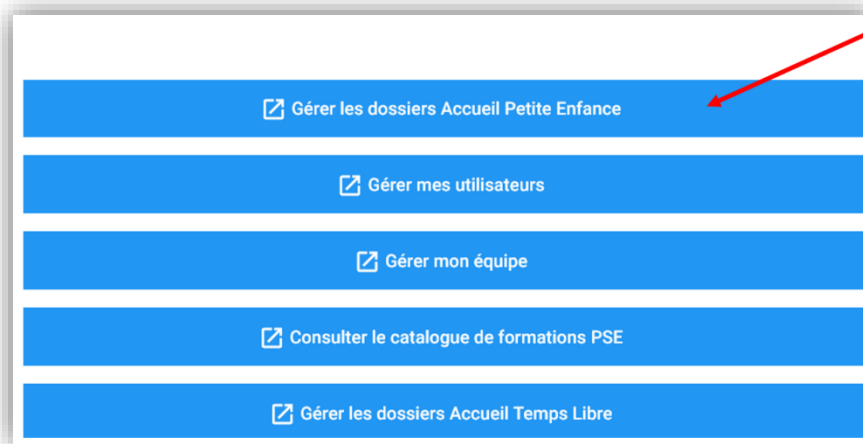 Gérer les dossiers Accueil Petite Enfance
Gérer mes utilisateurs
Gérer mon équipe
Consulter le catalogue de formations PSE
Gérer les dossiers Accueil Temps Libre